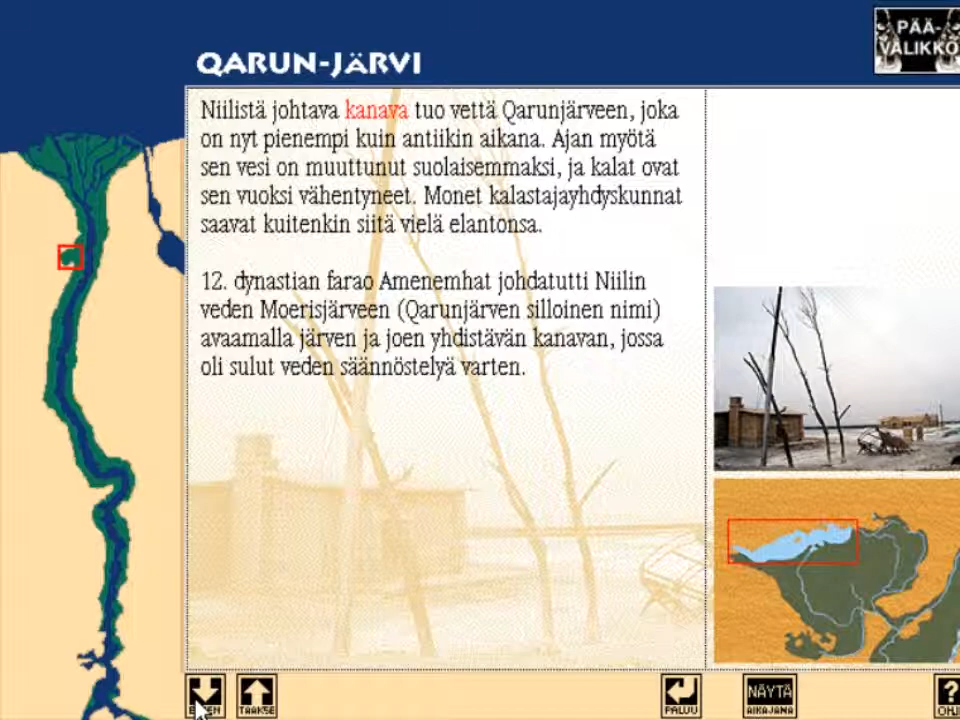 PÄÄ-
VALIKKO
QARUN-JÄRVI
Niilistä johtava kanava tuo vettä Qarunjärveen, joka
on nyt pienempi kuin antiikin aikana. Ajan myötä
sen vesi on muuttunut suolaisemmaksi, ja kalat ovat
sen vuoksi vähentyneet. Monet kalastajayhdyskunnat
saavat kuitenkin siitä vielä elantonsa.
12. dynastian farao Amenemhat johdatutti Niilin
veden Moerisjärveen (Qarunjärven silloinen nimi)
avaamalla järven ja joen yhdistävän kanavan, jossa
oli sulut veden säännöstelyä varten.
TAAKSE
PALUU
NÄYTÄ
AIKAJANA
?